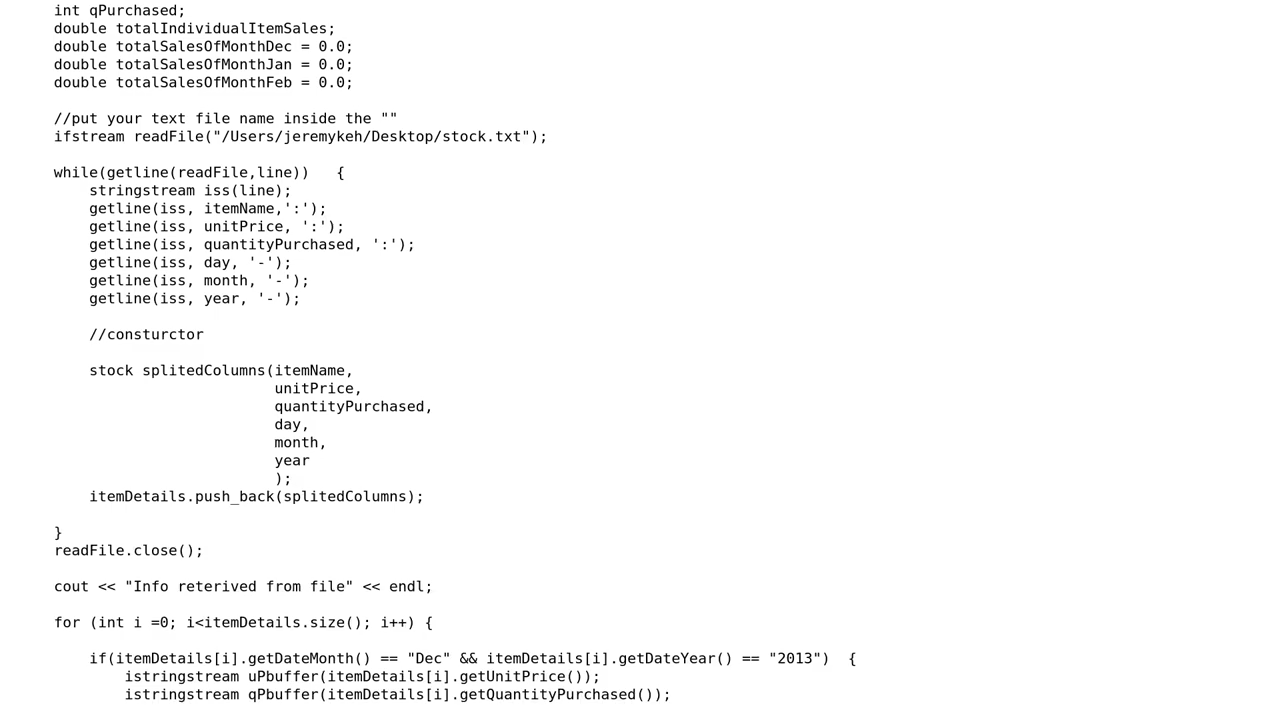 int qPurchased;
double totalIndividualItemSales;
double totalSalesOfMonthDec = 0.0;
double totalSalesOfMonthJan = 0.0;
double totalSalesOfMonthFeb = 0.0;
//put your text file name inside the ""
ifstream readFile("/Users/jeremykeh/Desktop/stock.txt");
while(getline(readFile,line))   {
stringstream iss(line);
getline(iss, itemName,':');
getline(iss, unitPrice, ':');
getline(iss, quantityPurchased, ':');
getline(iss, day, '-');
getline(iss, month, '-');
getline(iss, year, '-');
//consturctor
stock splitedColumns(itemName,
unitPrice,
quantityPurchased,
day,
month,
year
);
itemDetails.push_back(splitedColumns);
}
readFile.close();
cout << "Info reterived from file" << endl;
for (int i =0; i<itemDetails.size(); i++) {
if(itemDetails[i].getDateMonth() == "Dec" && itemDetails[i].getDateYear() == "2013")  {
istringstream uPbuffer(itemDetails[i].getUnitPrice());
istringstream qPbuffer(itemDetails[i].getQuantityPurchased());